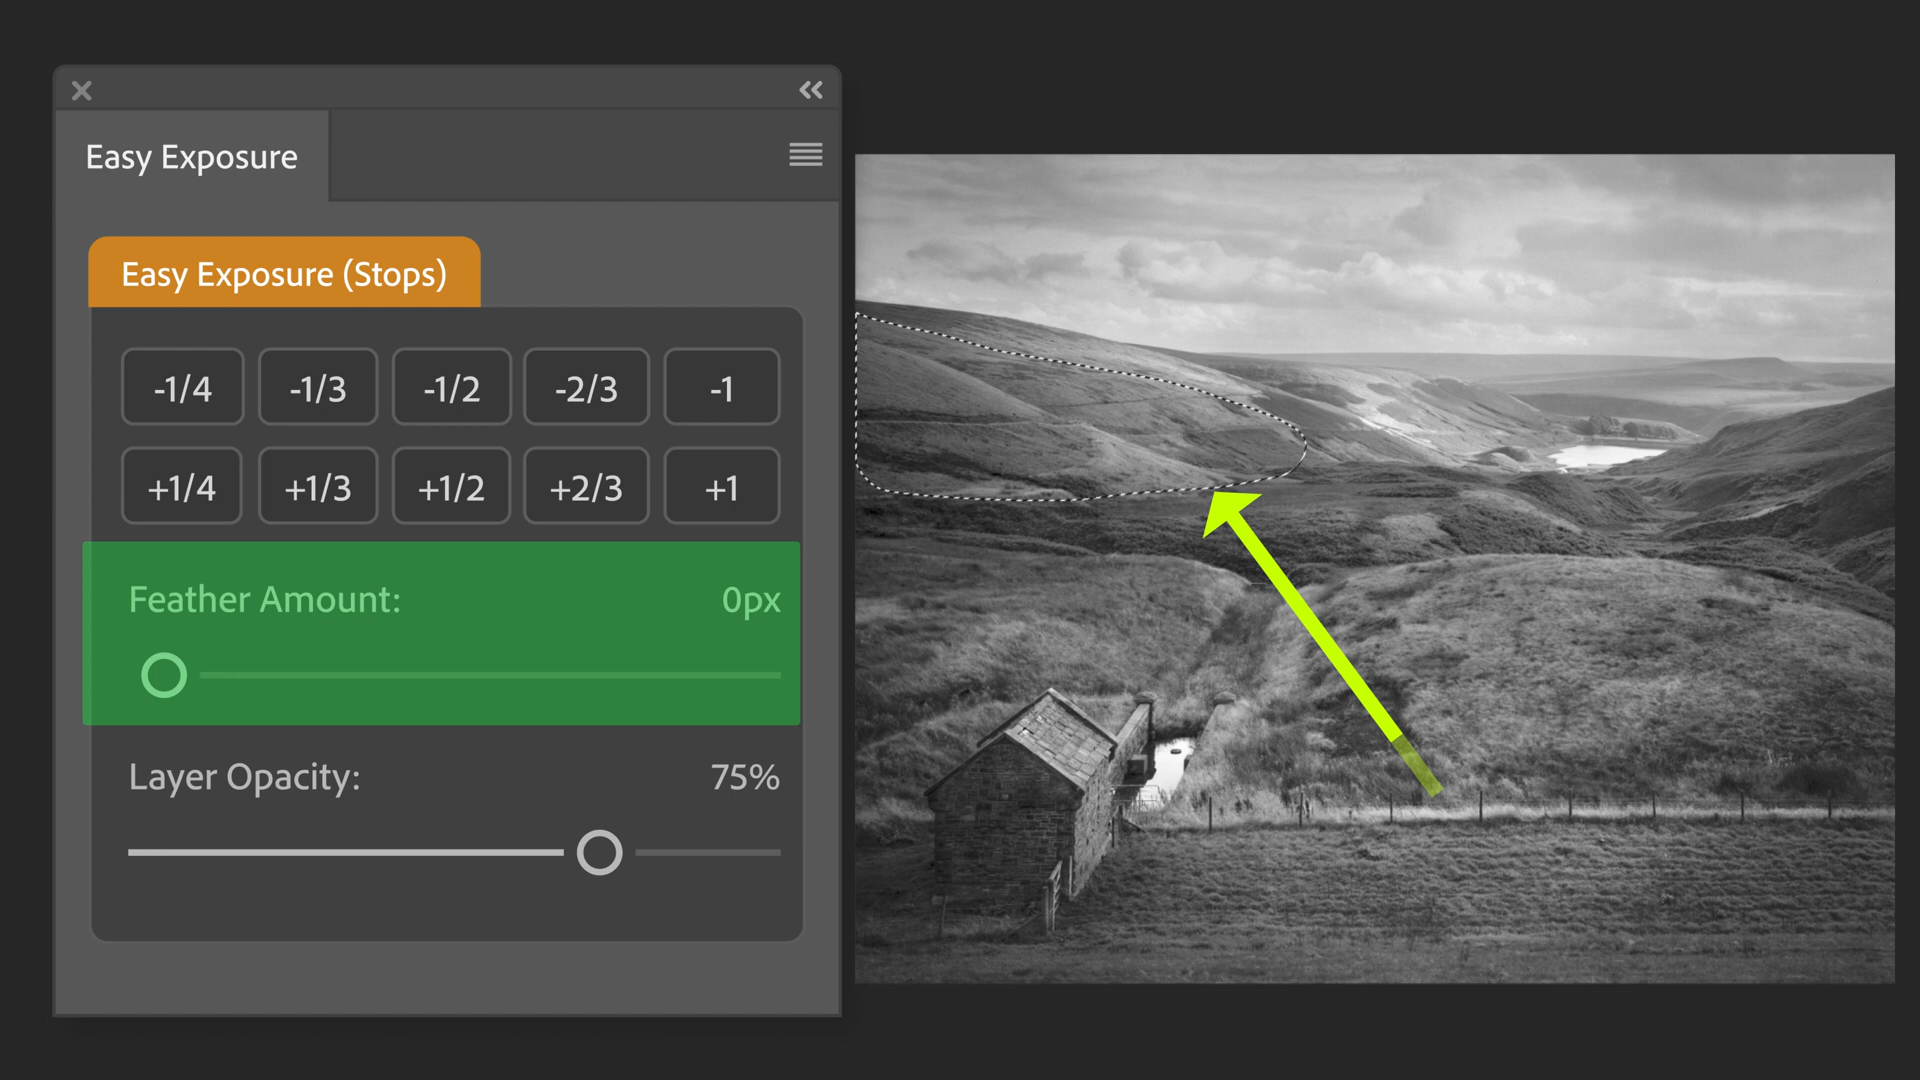 Easy Exposure
Easy Exposure (Stops)
-1/4 -1/3 -1/2 -2/3 -1
+1/4 +1/3 +1/2 +2/3 +1
Feather Amount: 0px
Layer Opacity: 75%